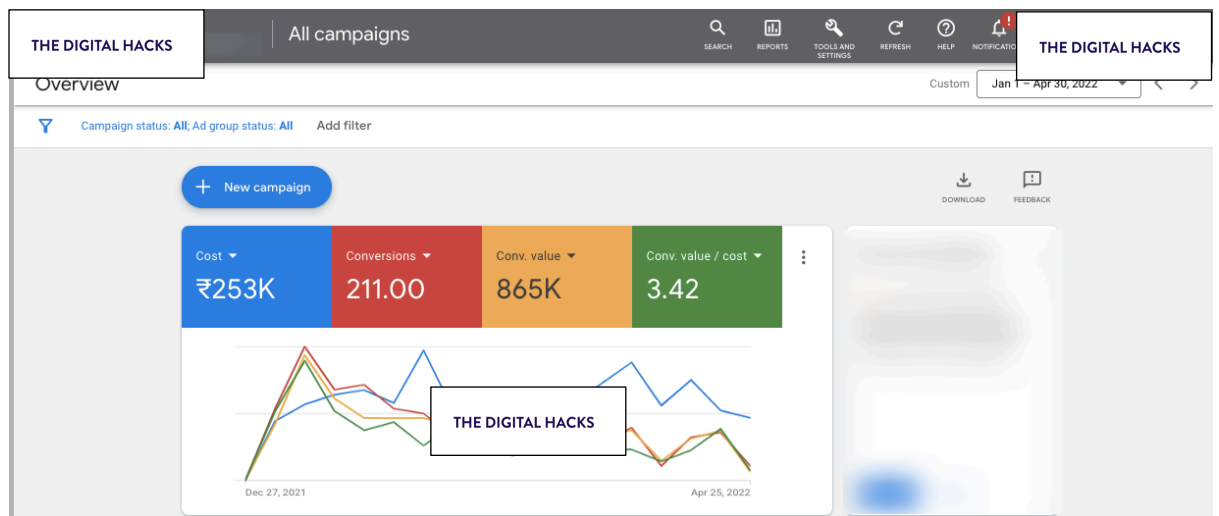 THE DIGITAL HACKS
All campaigns
SEARCH
REPORTS
TOOLS AND
SETTINGS
REFRESH
HELP
NOTIFICATIO
THE DIGITAL HACKS
Overview
Custom
Jan 1 – Apr 30, 2022
Campaign status: All; Ad group status: All
Add filter
+ New campaign
DOWNLOAD
FEEDBACK
Cost
₹253K
Conversions
211.00
Conv. value
865K
Conv. value / cost
3.42
THE DIGITAL HACKS
Dec 27, 2021
Apr 25, 2022